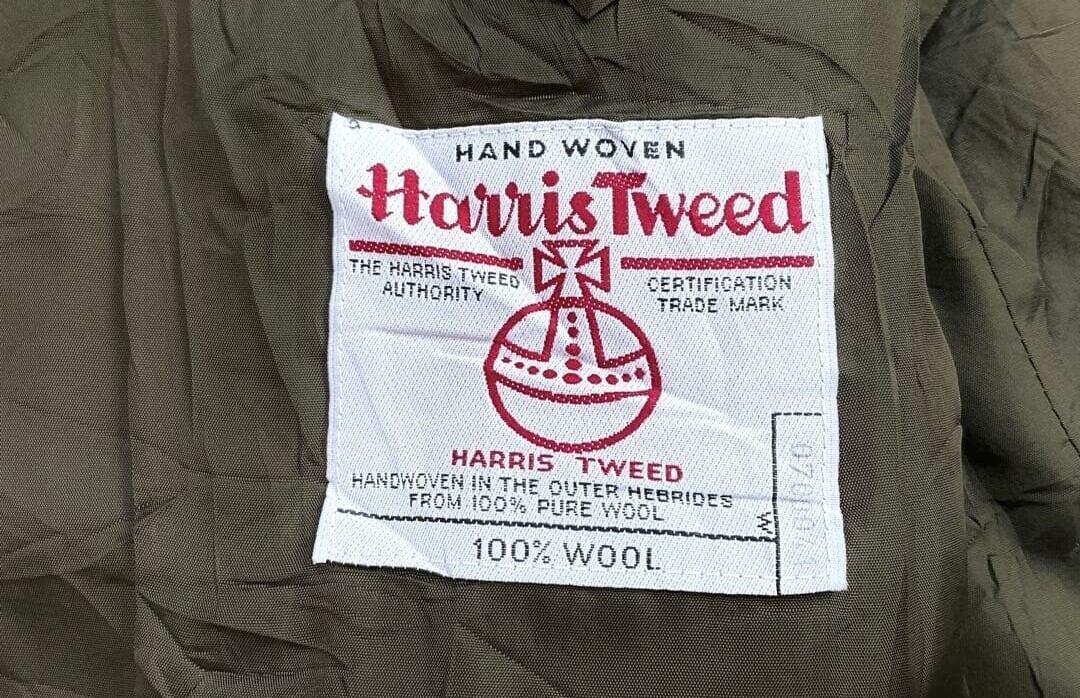 HAND WOVEN
Harris Tweed
THE HARRIS TWEED
AUTHORITY
CERTIFICATION
TRADE MARK
HARRIS TWEED
HANDWOVEN IN THE OUTER HEBRIDES
FROM 100% PURE WOOL
W
100% WOOL